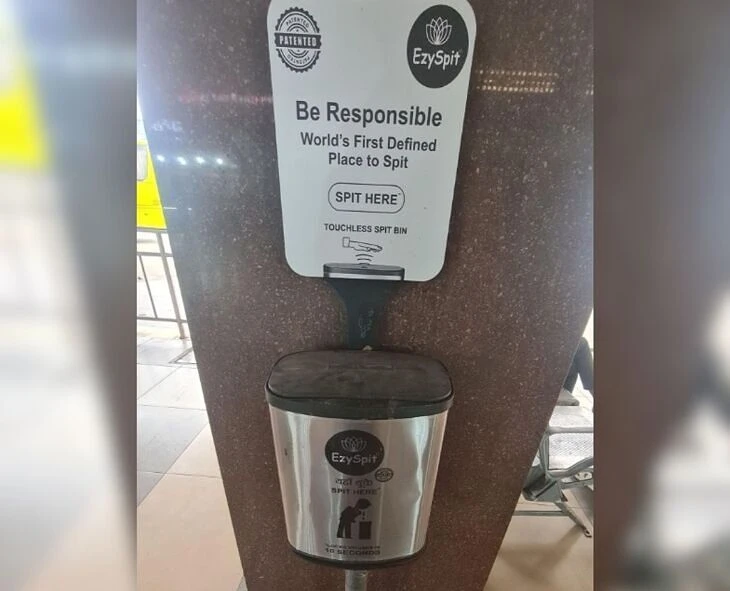 PATENTED
PATENTED
EzySpit
Be Responsible
World's First Defined
Place to Spit
SPIT HERE
TOUCHLESS SPIT BIN
EzySpit
यहाँ थूकें
SPIT HERE
10 SECONDS